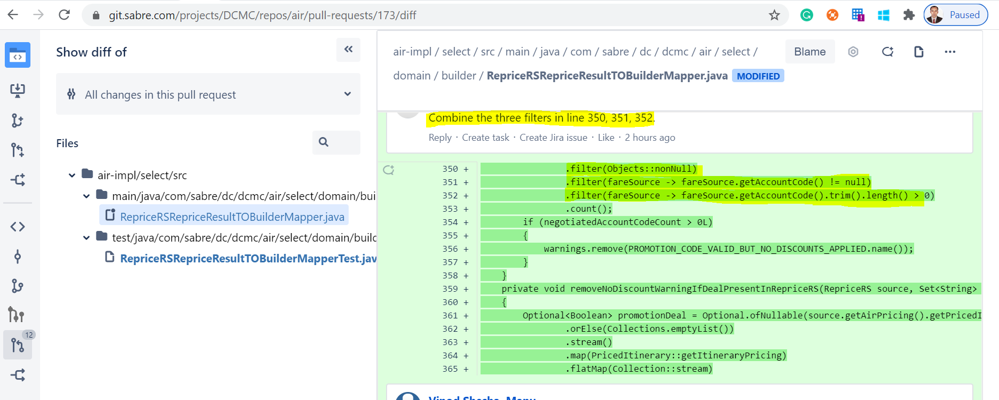 git.sabre.com/projects/DCMC/repos/air/pull-requests/173/diff
Paused
Show diff of
All changes in this pull request
Files
air-impl/select/src
main/java/com/sabre/dc/dcmc/air/select/domain/bui
RepriceRSRepriceResultTOBuilderMapper.java
test/java/com/sabre/dc/dcmc/air/select/domain/build
RepriceRSRepriceResultTOBuilderMapperTest.jav
12
air-impl / select / src / main / java / com / sabre / dc / dcmc / air / select /
domain / builder / RepriceRSRepriceResultTOBuilderMapper.java MODIFIED
Blame
Combine the three filters in line 350, 351, 352.
Reply · Create task · Create Jira issue · Like · 2 hours ago
350 + .filter(Objects::nonNull)
351 + .filter(fareSource -> fareSource.getAccountCode() != null)
352 + .filter(fareSource -> fareSource.getAccountCode().trim().length() > 0)
353 + .count();
354 + if (negotiatedAccountCodeCount > 0L)
355 + {
356 + warnings.remove(PROMOTION_CODE_VALID_BUT_NO_DISCOUNTS_APPLIED.name());
357 + }
358 + }
359 + private void removeNoDiscountWarningIfDealPresentInRepriceRS(RepriceRS source, Set<String>
360 + {
361 + Optional<Boolean> promotionDeal = Optional.ofNullable(source.getAirPricing().getPricedI
362 + .orElse(Collections.emptyList())
363 + .stream()
364 + .map(PricedItinerary::getItineraryPricing)
365 + .flatMap(Collection::stream)